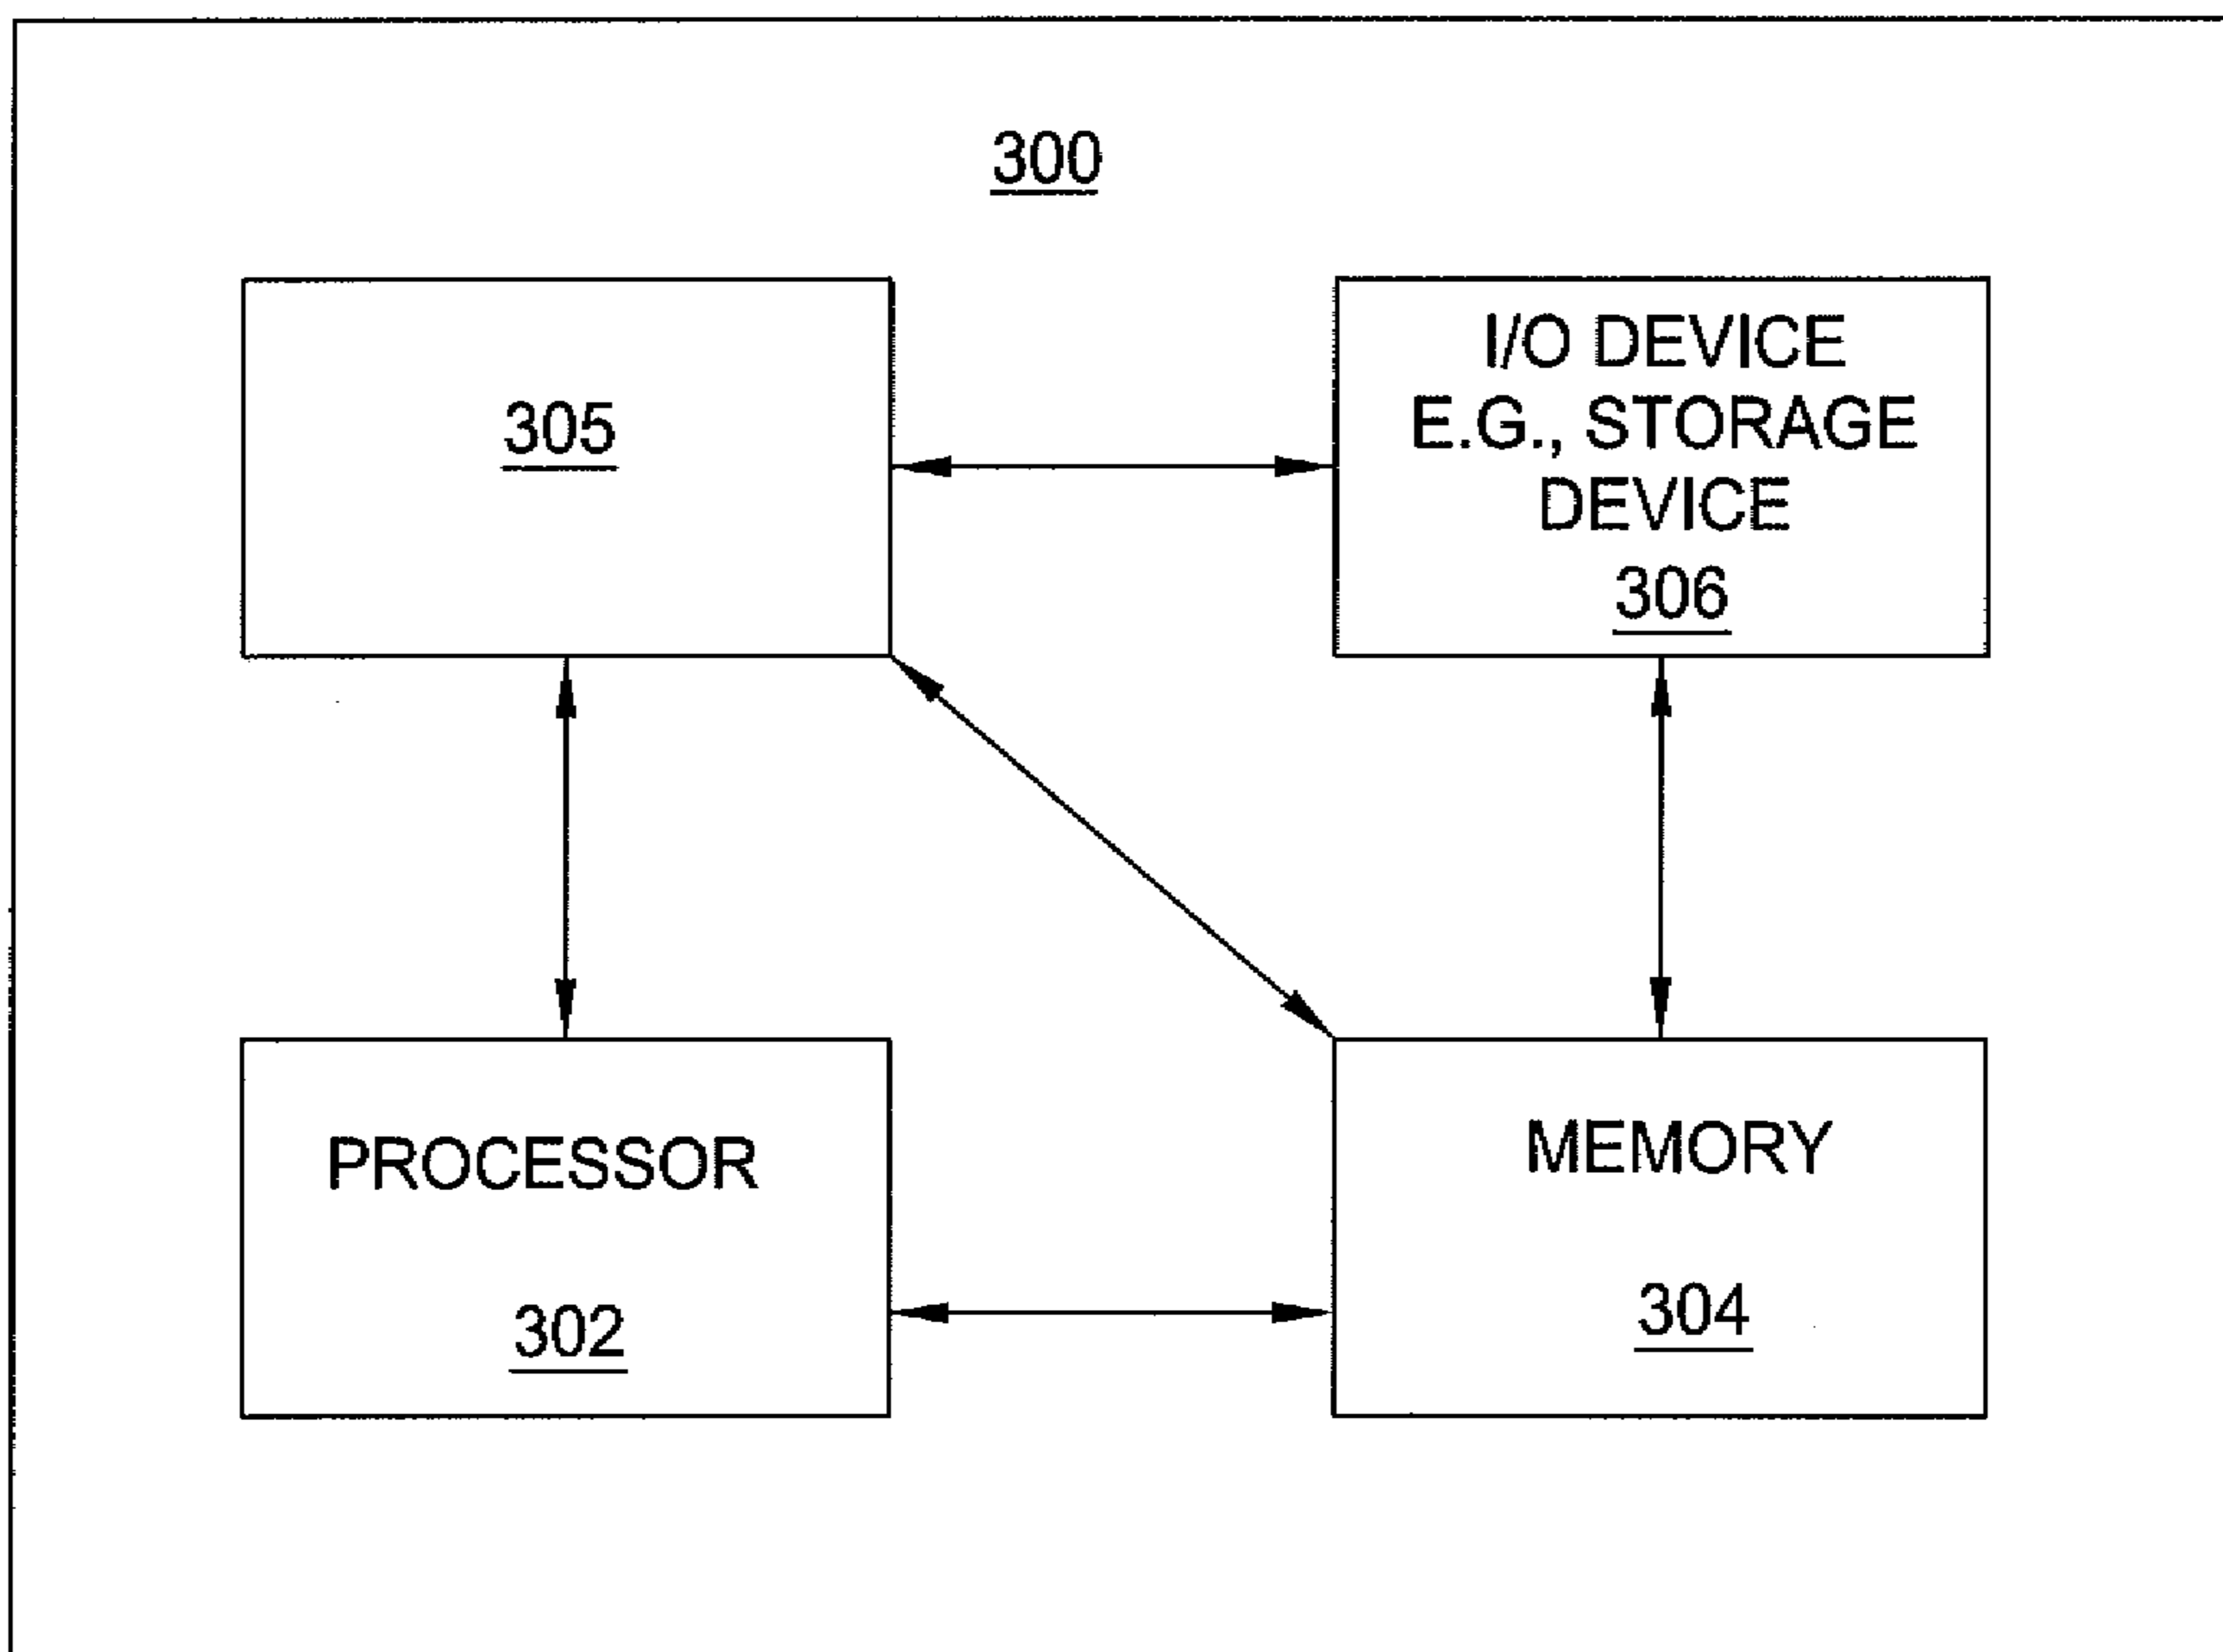 300
305
I/O DEVICE
E.G., STORAGE
DEVICE
306
PROCESSOR
302
MEMORY
304